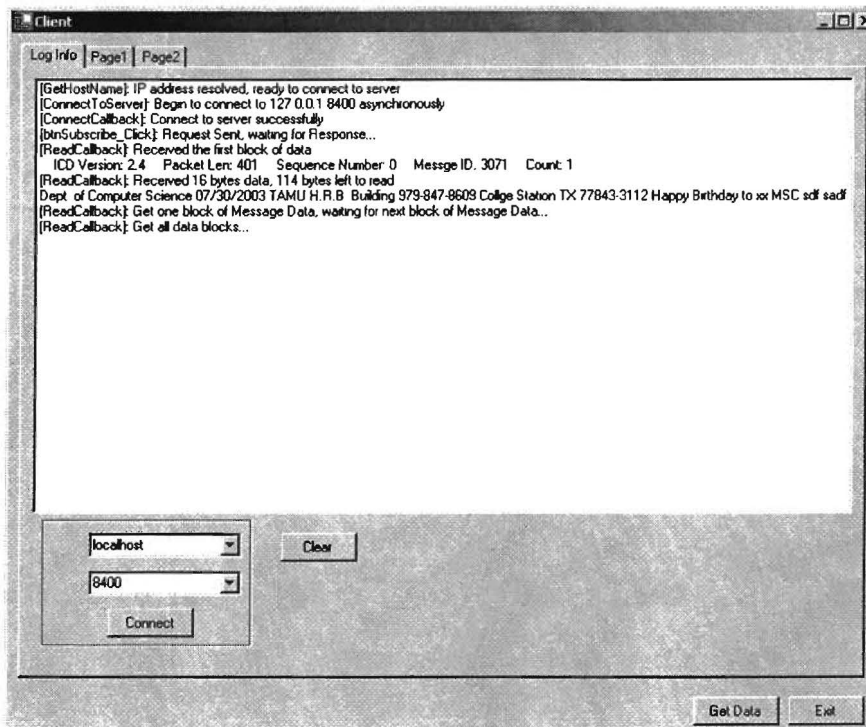 Client
Log Info Page1 Page2
[GetHostName]: IP address resolved, ready to connect to server
[ConnectToServer]: Begin to connect to 127.0.0.1 8400 asynchronously
[ConnectCallback]: Connect to server successfully
[btnSubscribe_Click]: Request Sent, waiting for Response...
[ReadCallback]: Received the first block of data
ICD Version: 2.4 Packet Len: 401 Sequence Number: 0 Messge ID: 3071 Count: 1
[ReadCallback]: Received 16 bytes data, 114 bytes left to read
Dept. of Computer Science 07/30/2003 TAMU H.R.B Building 979-847-8609 Collge Station TX 77843-3112 Happy Birthday to xx MSC sdf sadf
[ReadCallback]: Get one block of Message Data, waiting for next block of Message Data...
[ReadCallback]: Get all data blocks...
localhost
Clear
8400
Connect
Get Data Exit